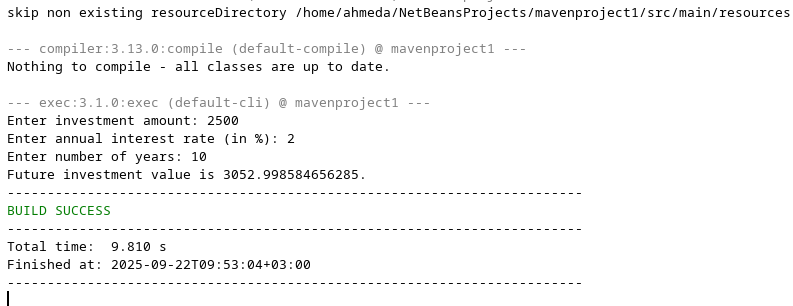 skip non existing resourceDirectory /home/ahmeda/NetBeansProjects/mavenproject1/src/main/resources
--- compiler:3.13.0:compile (default-compile) @ mavenproject1 ---
Nothing to compile - all classes are up to date.
--- exec:3.1.0:exec (default-cli) @ mavenproject1 ---
Enter investment amount: 2500
Enter annual interest rate (in %): 2
Enter number of years: 10
Future investment value is 3052.998584656285.
------------------------------------------------------------------------
BUILD SUCCESS
------------------------------------------------------------------------
Total time:  9.810 s
Finished at: 2025-09-22T09:53:04+03:00
------------------------------------------------------------------------